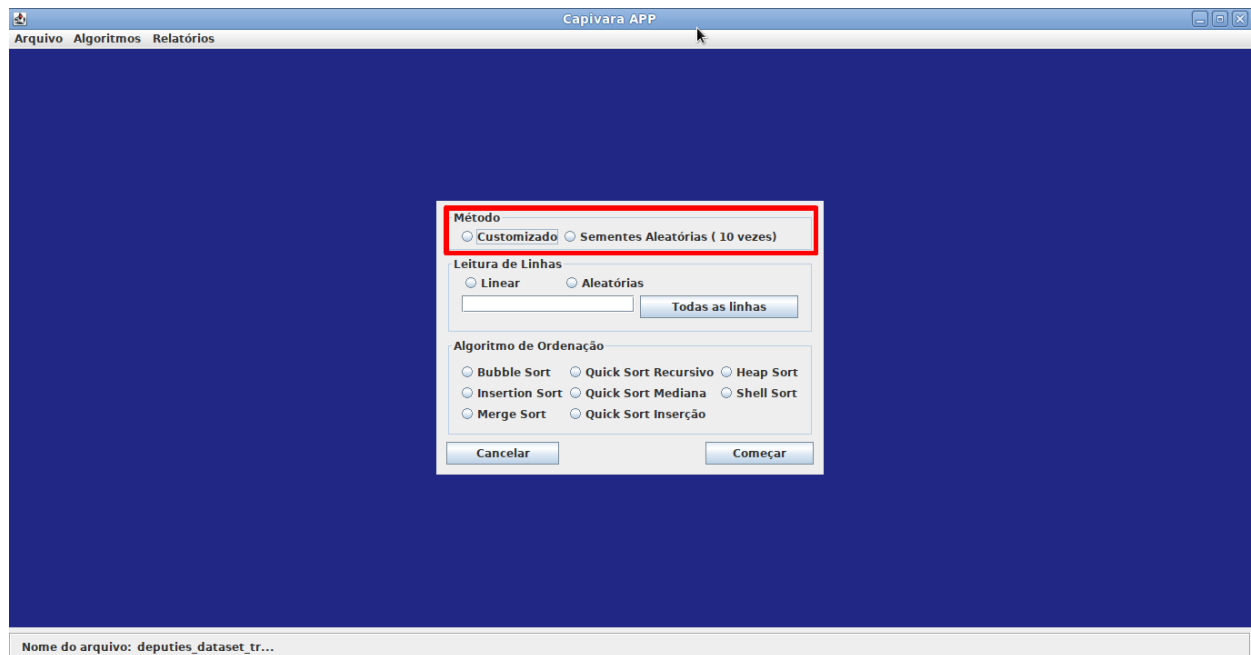 Capivara APP
Arquivo Algoritmos Relatórios
Método
Customizado Sementes Aleatórias ( 10 vezes)
Leitura de Linhas
Linear Aleatórias
Todas as linhas
Algoritmo de Ordenação
Bubble Sort Quick Sort Recursivo Heap Sort
Insertion Sort Quick Sort Mediana Shell Sort
Merge Sort Quick Sort Inserção
Cancelar Começar
Nome do arquivo: deputies_dataset_tr...